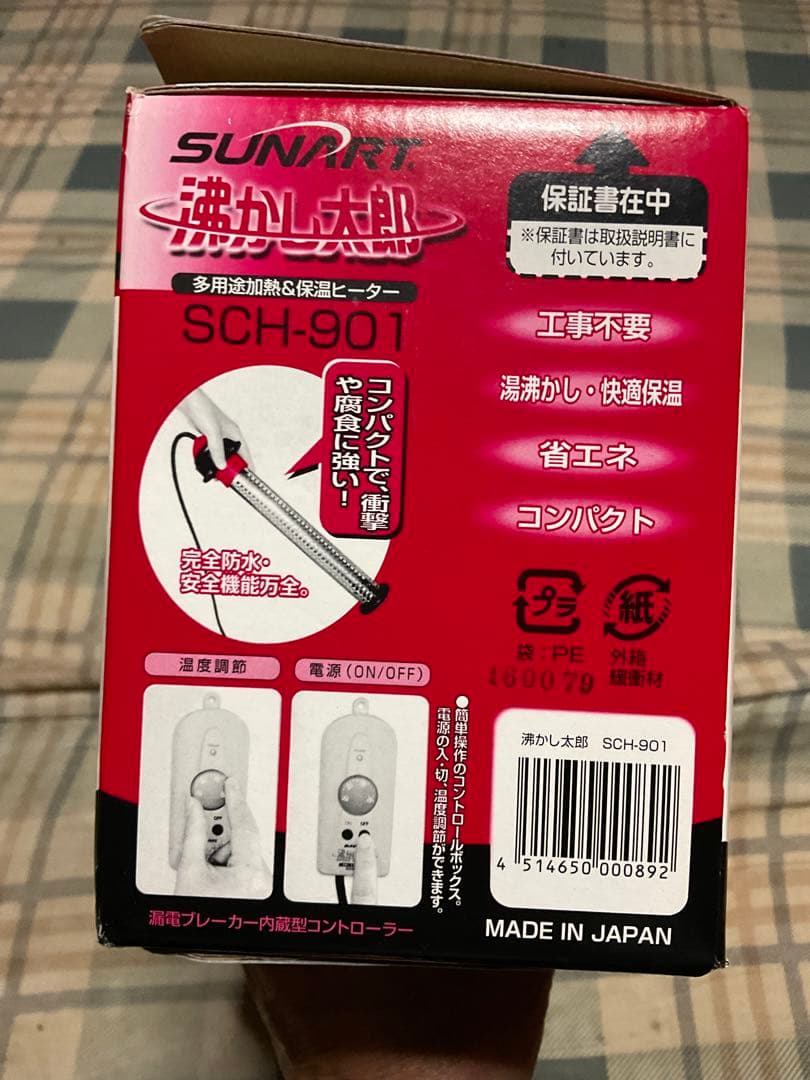 SUNART
沸かし太郎
多用途加熱&保温ヒーター
SCH-901
コンパクトで、衝撃
や腐食に強い!
完全防水・
安全機能万全。
保証書在中
※保証書は取扱説明書に
付いています。
工事不要
湯沸かし・快適保温
省エネ
コンパクト
プラ
袋:PE
紙
外箱
緩衝材
160079
温度調節
電源(ON/OFF)
OFF
ON OFF
●簡単操作のコントロールボックス。
電源の入・切、温度調節ができます。
漏電ブレーカー内蔵型コントローラー
沸かし太郎 SCH-901
4 514650 000892
MADE IN JAPAN